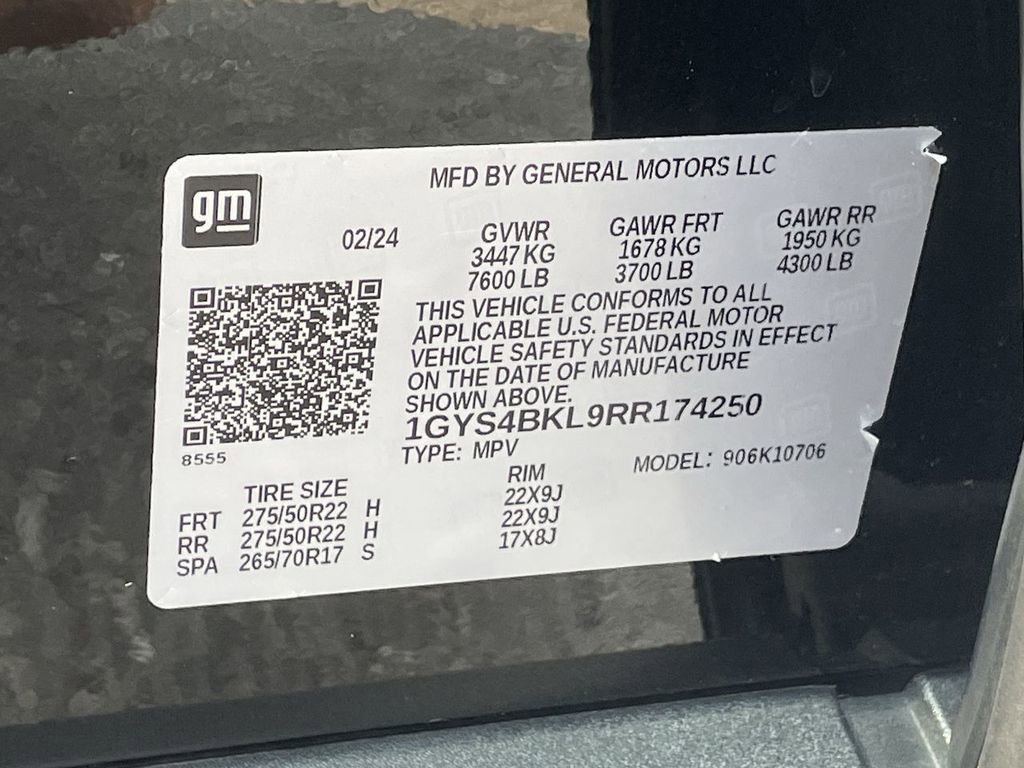 MFD BY GENERAL MOTORS LLC
gm
02/24
GVWR GAWR FRT GAWR RR
3447 KG 1678 KG 1950 KG
7600 LB 3700 LB 4300 LB
THIS VEHICLE CONFORMS TO ALL
APPLICABLE U.S. FEDERAL MOTOR
VEHICLE SAFETY STANDARDS IN EFFECT
ON THE DATE OF MANUFACTURE
SHOWN ABOVE.
1GYS4BKL9RR174250
8555
TYPE: MPV MODEL: 906K10706
TIRE SIZE RIM
FRT 275/50R22 H 22X9J
RR 275/50R22 H 22X9J
SPA 265/70R17 S 17X8J